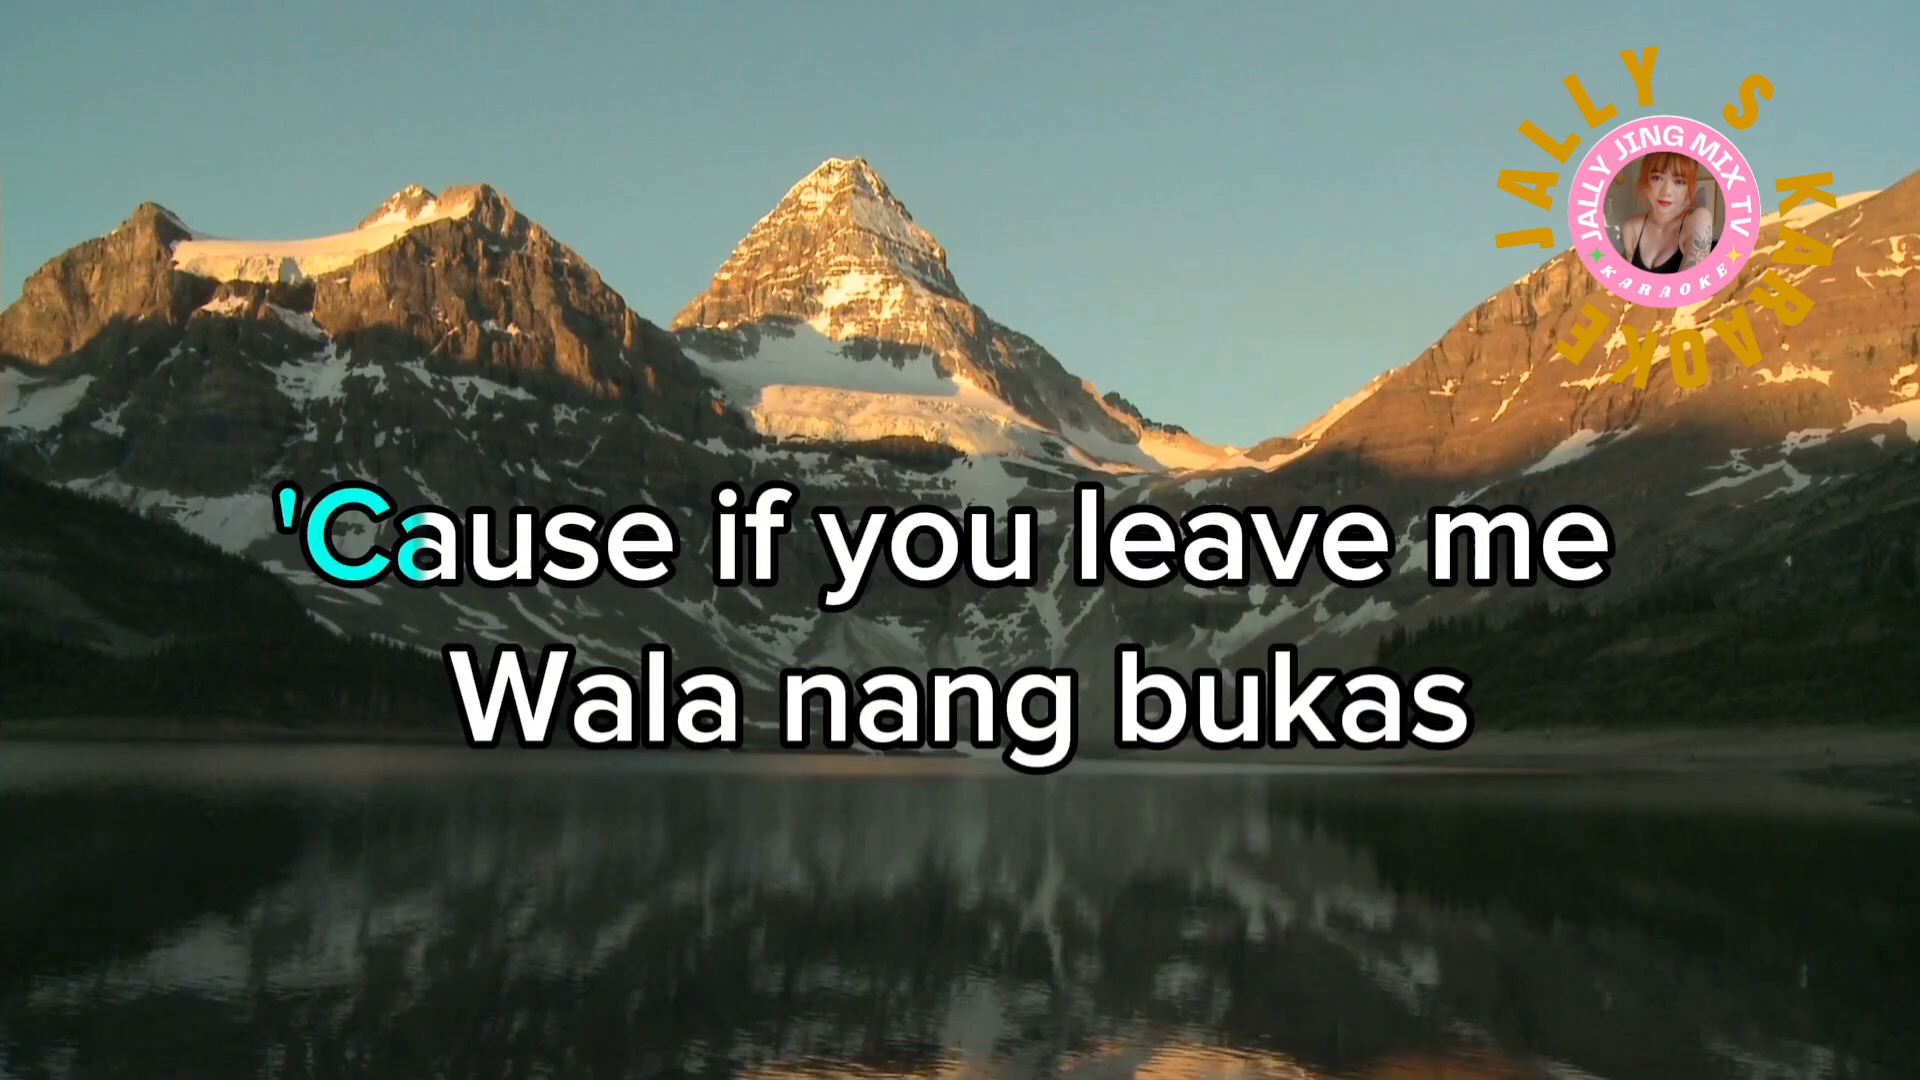 JALLY S KARAOKE
JALLY JING MIX TV
KARAOKE
'Cause if you leave me
Wala nang bukas